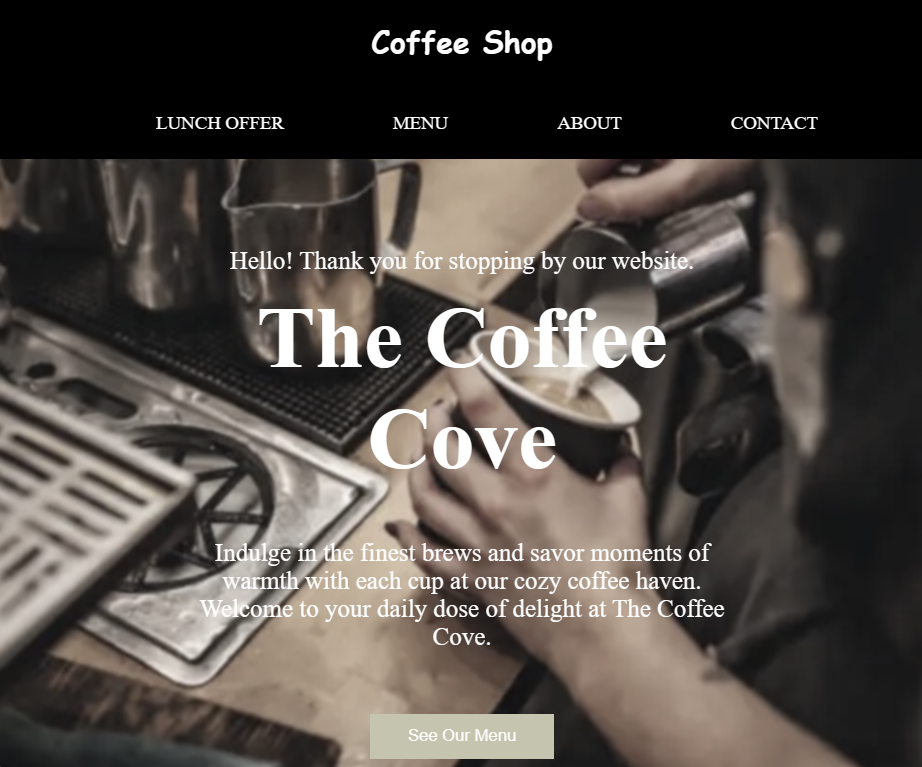 Coffee Shop
LUNCH OFFER MENU ABOUT CONTACT
Hello! Thank you for stopping by our website.
The Coffee
Cove
Indulge in the finest brews and savor moments of
warmth with each cup at our cozy coffee haven.
Welcome to your daily dose of delight at The Coffee
Cove.
See Our Menu